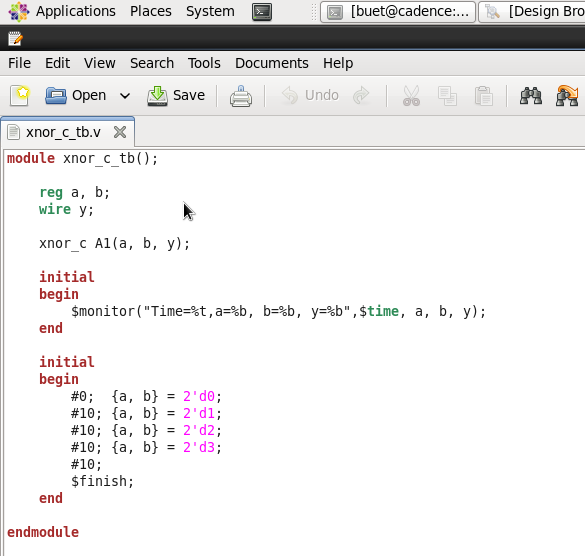 Applications Places System [buet@cadence:... [Design Bro
File Edit View Search Tools Documents Help
Open Save Undo
xnor_c_tb.v
module xnor_c_tb();
reg a, b;
wire y;
xnor_c A1(a, b, y);
initial
begin
$monitor("Time=%t,a=%b, b=%b, y=%b",$time, a, b, y);
end
initial
begin
#0;  {a, b} = 2'd0;
#10; {a, b} = 2'd1;
#10; {a, b} = 2'd2;
#10; {a, b} = 2'd3;
#10;
$finish;
end
endmodule